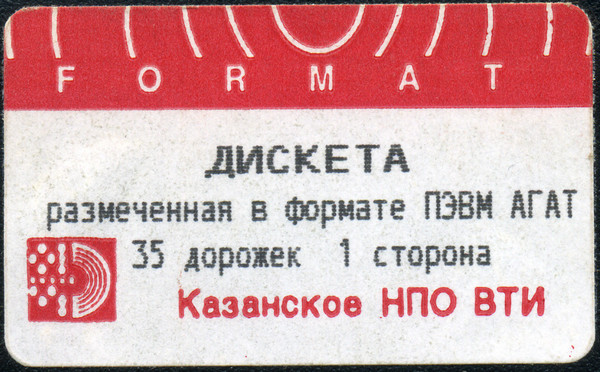 FORMAT
ДИСКЕТА
размеченная в формате ПЭВМ АГАТ
35 дорожек 1 сторона
Казанское НПО ВТИ